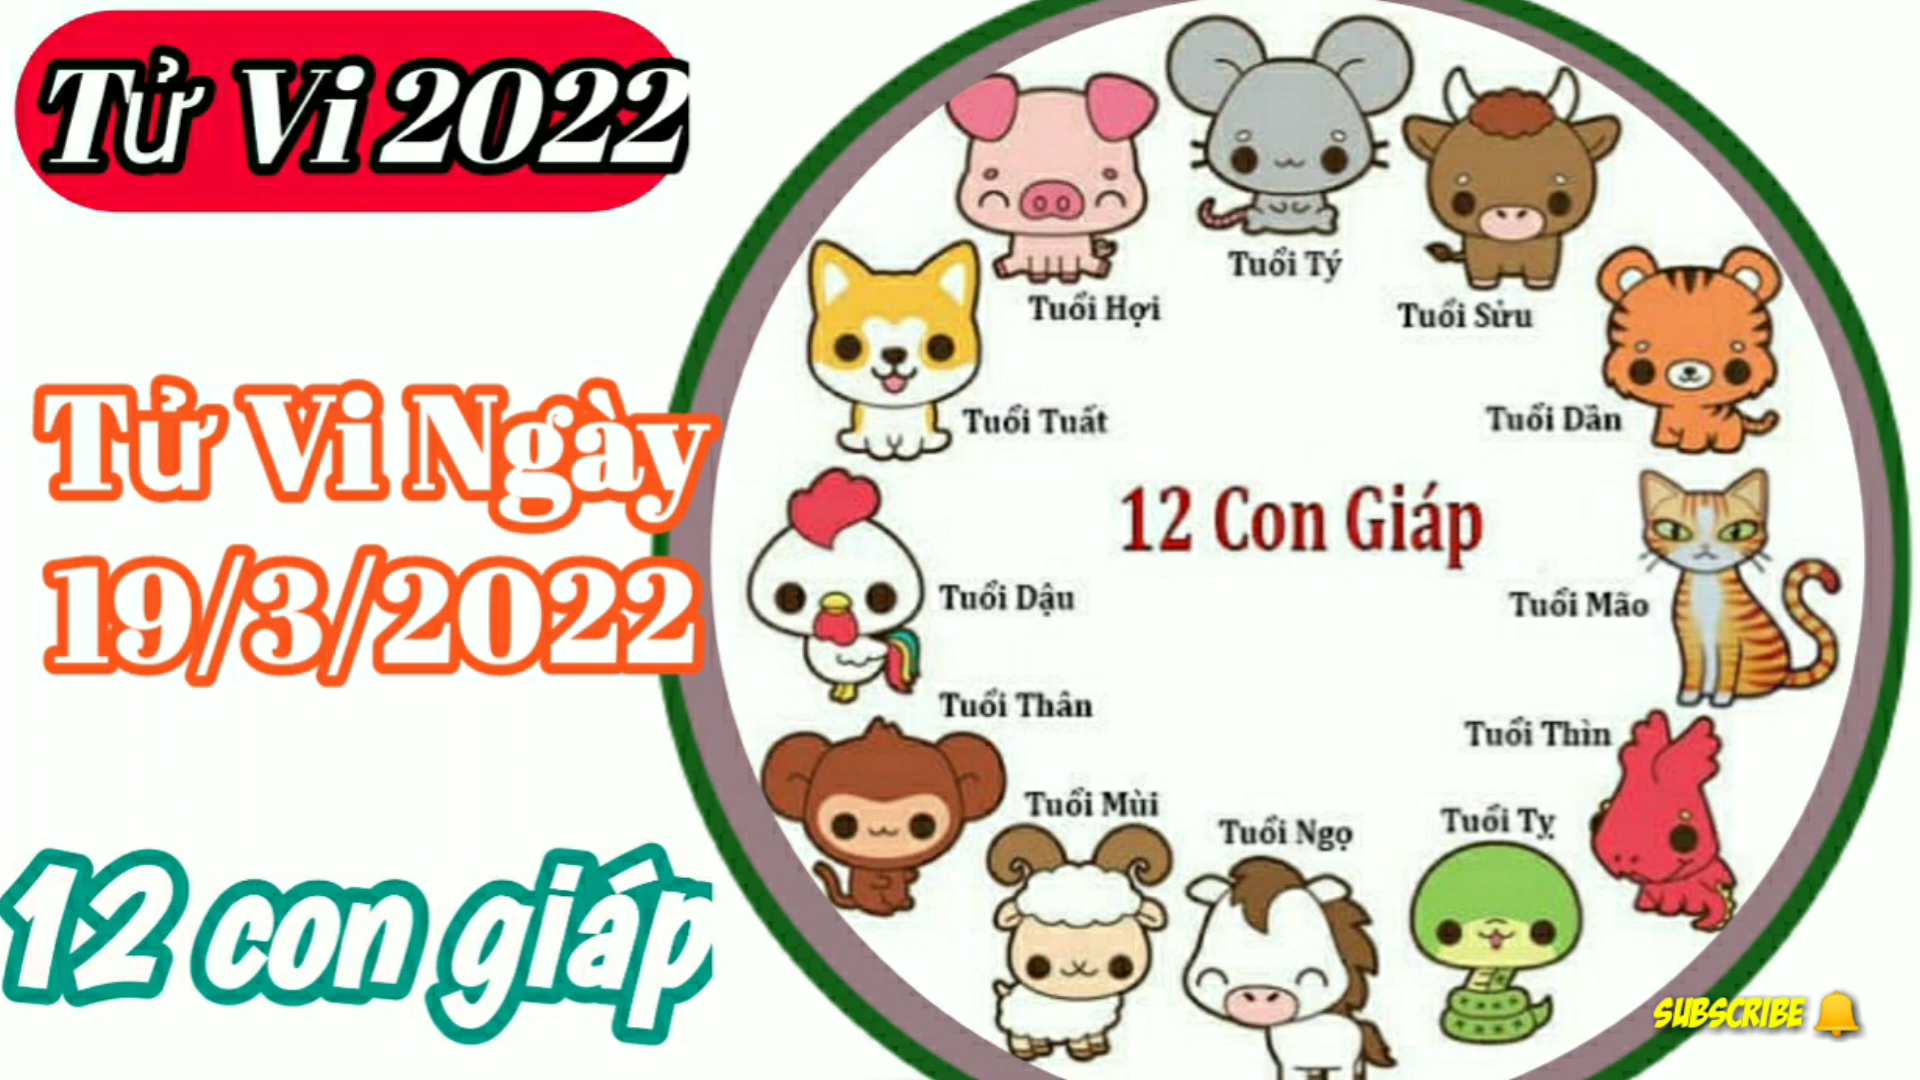 Tử Vi 2022
Tử Vi Ngày
19/3/2022
12 con giáp
Tuổi Tý
Tuổi Hợi
Tuổi Sửu
Tuổi Tuất
Tuổi Dần
12 Con Giáp
Tuổi Dậu
Tuổi Mão
Tuổi Thân
Tuổi Thìn
Tuổi Mùi
Tuổi Ngọ
Tuổi Tỵ
SUBSCRIBE